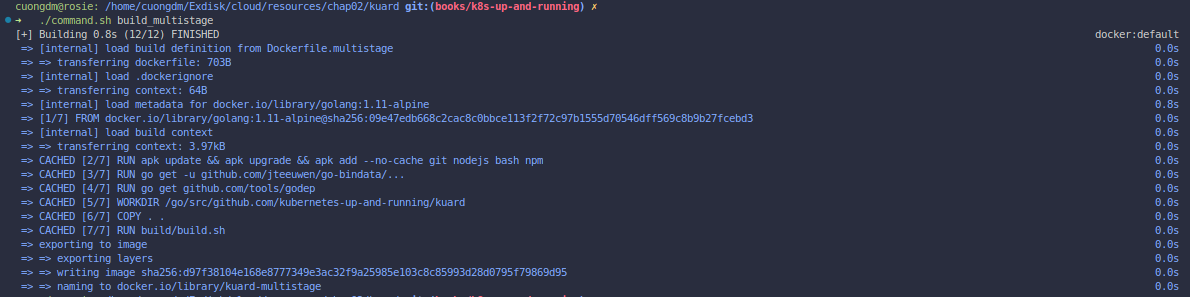 cuongdm@rosie: /home/cuongdm/Exdisk/cloud/resources/chap02/kuard git:(books/k8s-up-and-running) ✗
➜ ./command.sh build_multistage
[+] Building 0.8s (12/12) FINISHED docker:default
=> [internal] load build definition from Dockerfile.multistage 0.0s
=> => transferring dockerfile: 703B 0.0s
=> [internal] load .dockerignore 0.0s
=> => transferring context: 64B 0.0s
=> [internal] load metadata for docker.io/library/golang:1.11-alpine 0.8s
=> [1/7] FROM docker.io/library/golang:1.11-alpine@sha256:09e47edb668c2cac8c0bbce113f2f72c97b1555d70546dff569c8b9b27fcebd3 0.0s
=> [internal] load build context 0.0s
=> => transferring context: 3.97kB 0.0s
=> CACHED [2/7] RUN apk update && apk upgrade && apk add --no-cache git nodejs bash npm 0.0s
=> CACHED [3/7] RUN go get -u github.com/jteeuwen/go-bindata/... 0.0s
=> CACHED [4/7] RUN go get github.com/tools/godep 0.0s
=> CACHED [5/7] WORKDIR /go/src/github.com/kubernetes-up-and-running/kuard 0.0s
=> CACHED [6/7] COPY . . 0.0s
=> CACHED [7/7] RUN build/build.sh 0.0s
=> exporting to image 0.0s
=> => exporting layers 0.0s
=> => writing image sha256:d97f38104e168e8777349e3ac32f9a25985e103c8c85993d28d0795f79869d95 0.0s
=> => naming to docker.io/library/kuard-multistage 0.0s